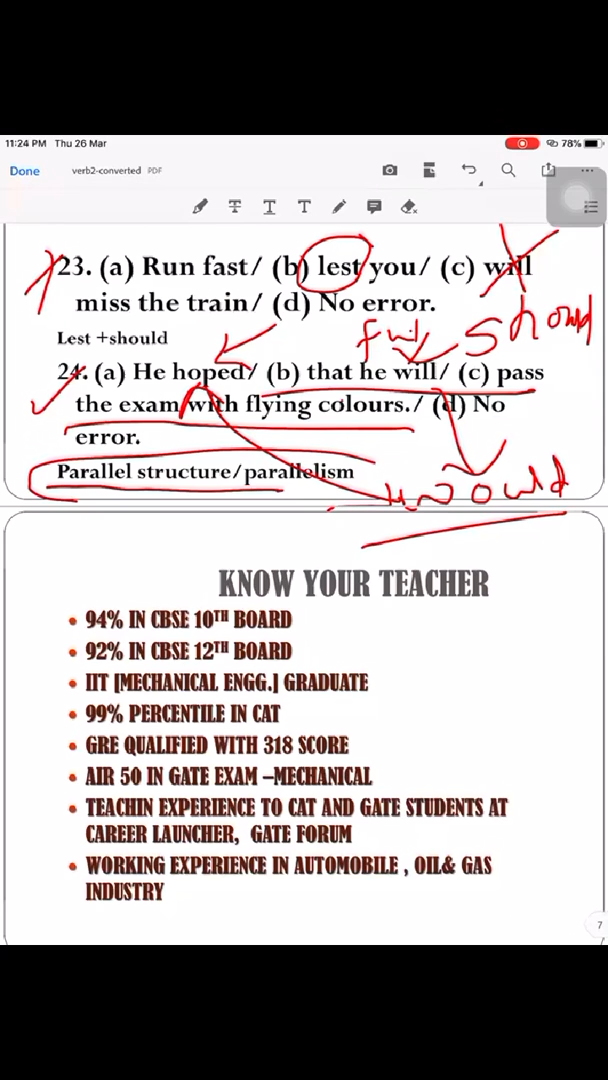 11:24 PM Thu 26 Mar
78%
Done
verb2-converted PDF
23. (a) Run fast/ (b) lest you/ (c) will
miss the train/ (d) No error.
should
Lest +should
24. (a) He hoped/ (b) that he will/ (c) pass
the exam with flying colours./ (d) No
error.
Parallel structure/parallelism
would
KNOW YOUR TEACHER
• 94% IN CBSE 10TH BOARD
• 92% IN CBSE 12TH BOARD
• IIT [MECHANICAL ENGG.] GRADUATE
• 99% PERCENTILE IN CAT
• GRE QUALIFIED WITH 318 SCORE
• AIR 50 IN GATE EXAM –MECHANICAL
• TEACHIN EXPERIENCE TO CAT AND GATE STUDENTS AT
CAREER LAUNCHER, GATE FORUM
• WORKING EXPERIENCE IN AUTOMOBILE , OIL& GAS
INDUSTRY
7